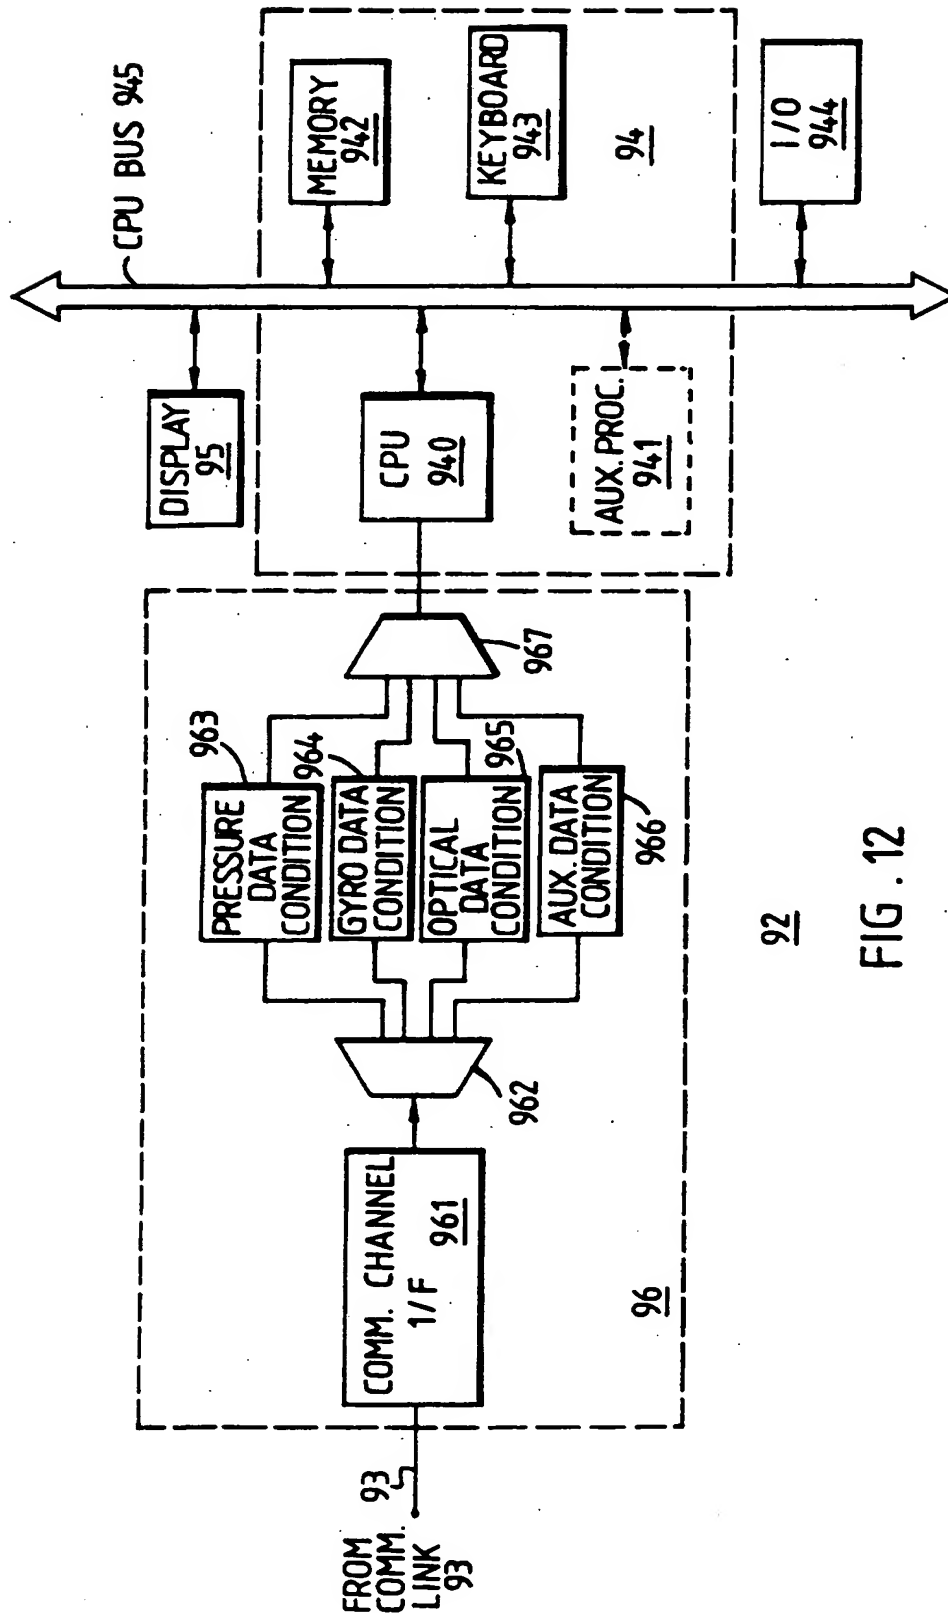 CPU BUS 945
DISPLAY
95
MEMORY
942
CPU
940
KEYBOARD
943
AUX. PROC.
941
94
I/O
944
FROM
COMM.
LINK
93
93
COMM. CHANNEL
1/F
961
962
PRESSURE
DATA
CONDITION
963
GYRO DATA
CONDITION
964
OPTICAL
DATA
CONDITION
965
AUX. DATA
CONDITION
966
967
96
92
FIG. 12